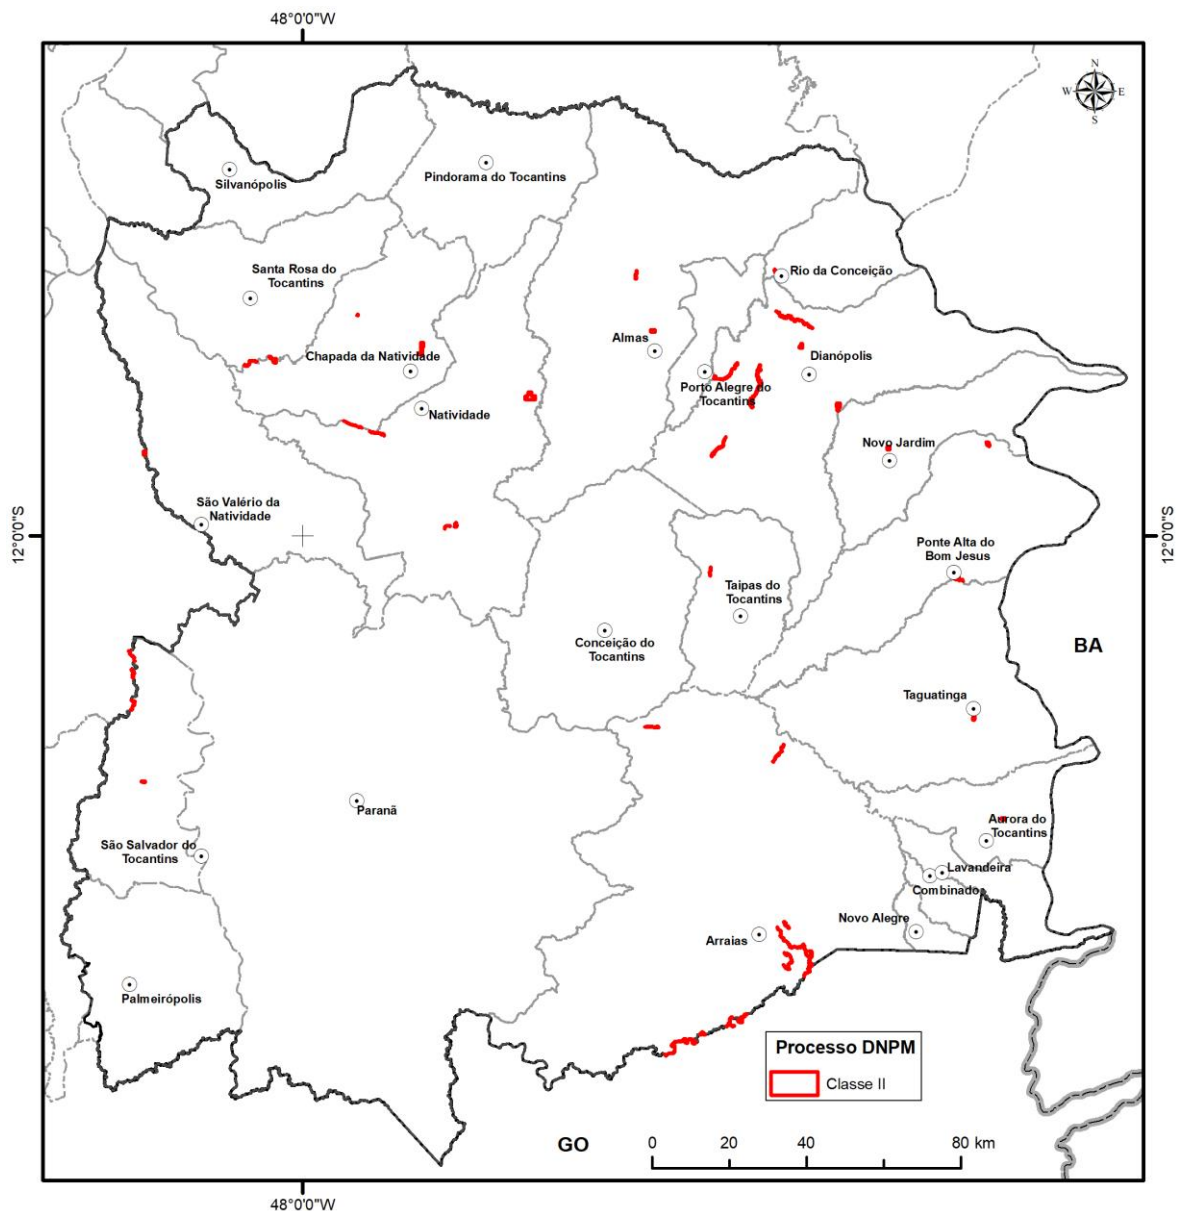 48°0'0"W
N
W
E
S
Silvanópolis
Pindorama do Tocantins
Santa Rosa do
Tocantins
Rio da Conceição
Almas
Chapada da Natividade
Dianópolis
Porto Alegre do
Tocantins
Natividade
Novo Jardim
São Valério da
Natividade
12°0'0"S
12°0'0"S
Ponte Alta do
Bom Jesus
Taipas do
Tocantins
Conceição do
Tocantins
BA
Taguatinga
Paranã
Aurora do
Tocantins
São Salvador do
Tocantins
Lavandeira
Combinado
Novo Alegre
Arraias
Palmeirópolis
Processo DNPM
Classe II
GO
0 20 40 80 km
48°0'0"W